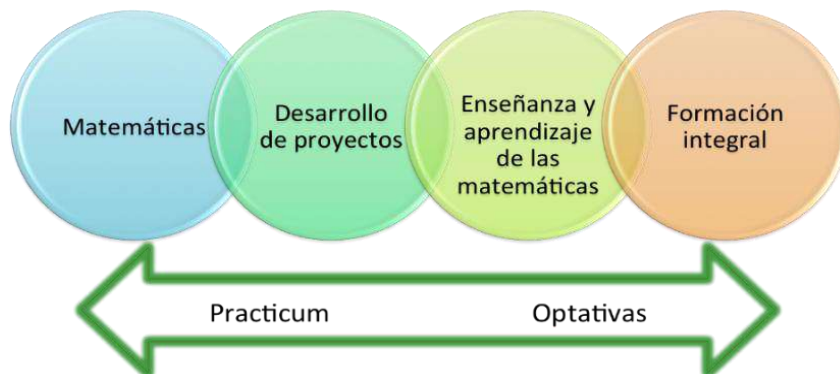 Matemáticas
Desarrollo
de proyectos
Enseñanza y
aprendizaje
de las
matemáticas
Formación
integral
Practicum
Optativas